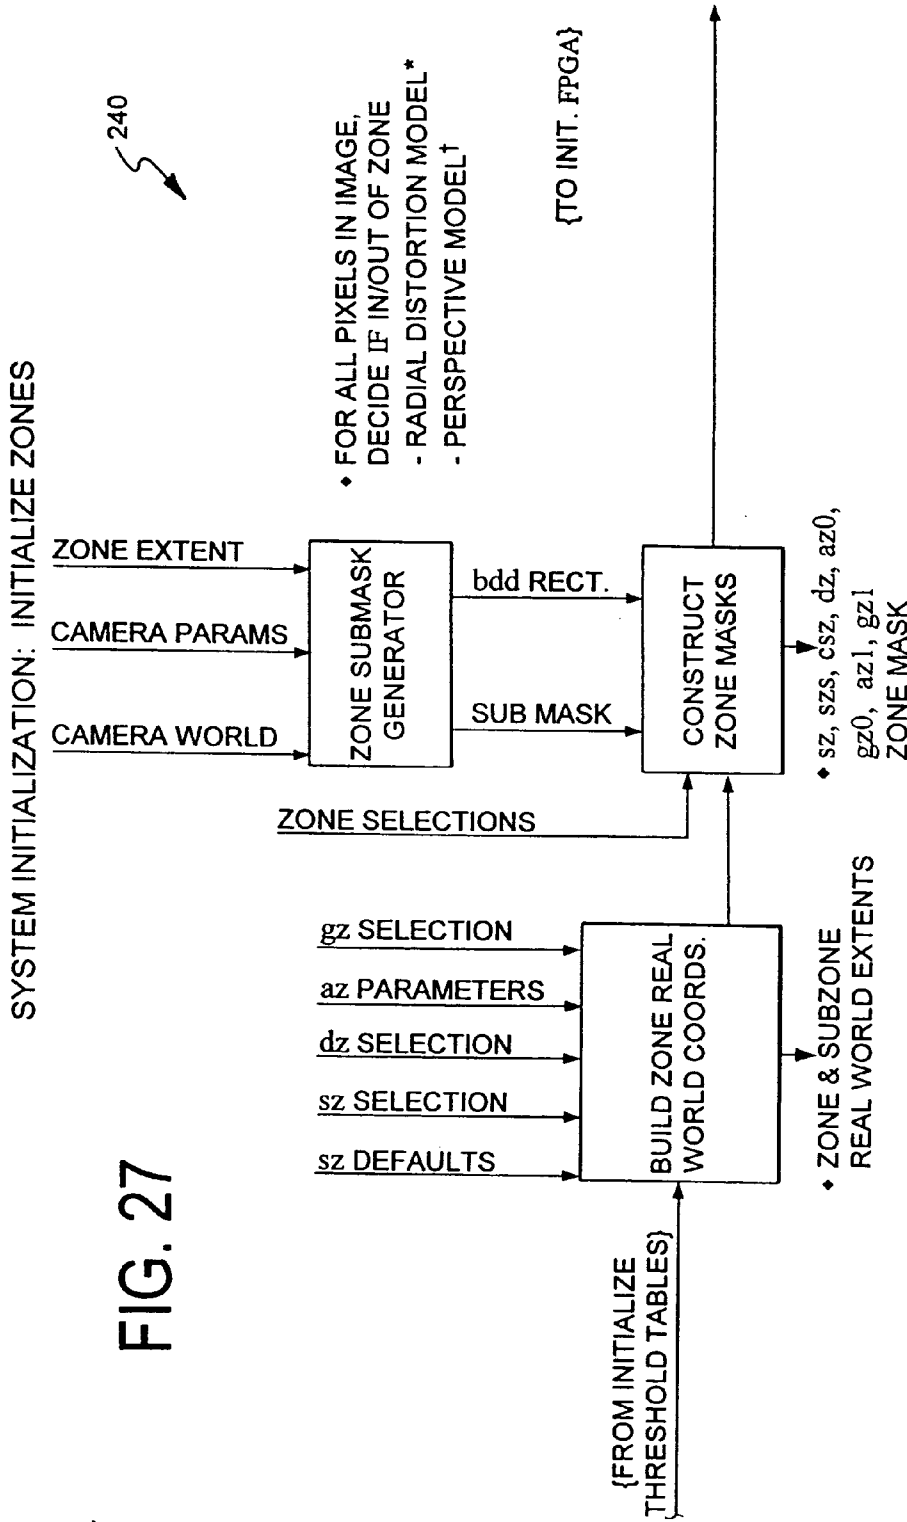 SYSTEM INITIALIZATION: INITIALIZE ZONES
FIG. 27
240
CAMERA WORLD
CAMERA PARAMS
ZONE EXTENT
ZONE SUBMASK
GENERATOR
♦ FOR ALL PIXELS IN IMAGE,
DECIDE IF IN/OUT OF ZONE
- RADIAL DISTORTION MODEL*
- PERSPECTIVE MODEL†
SUB MASK
bdd RECT.
ZONE SELECTIONS
sz DEFAULTS
sz SELECTION
dz SELECTION
az PARAMETERS
gz SELECTION
{FROM INITIALIZE
THRESHOLD TABLES}
BUILD ZONE REAL
WORLD COORDS.
CONSTRUCT
ZONE MASKS
{TO INIT. FPGA}
♦ ZONE & SUBZONE
REAL WORLD EXTENTS
♦ sz, szs, csz, dz, az0,
gz0, az1, gz1
ZONE MASK